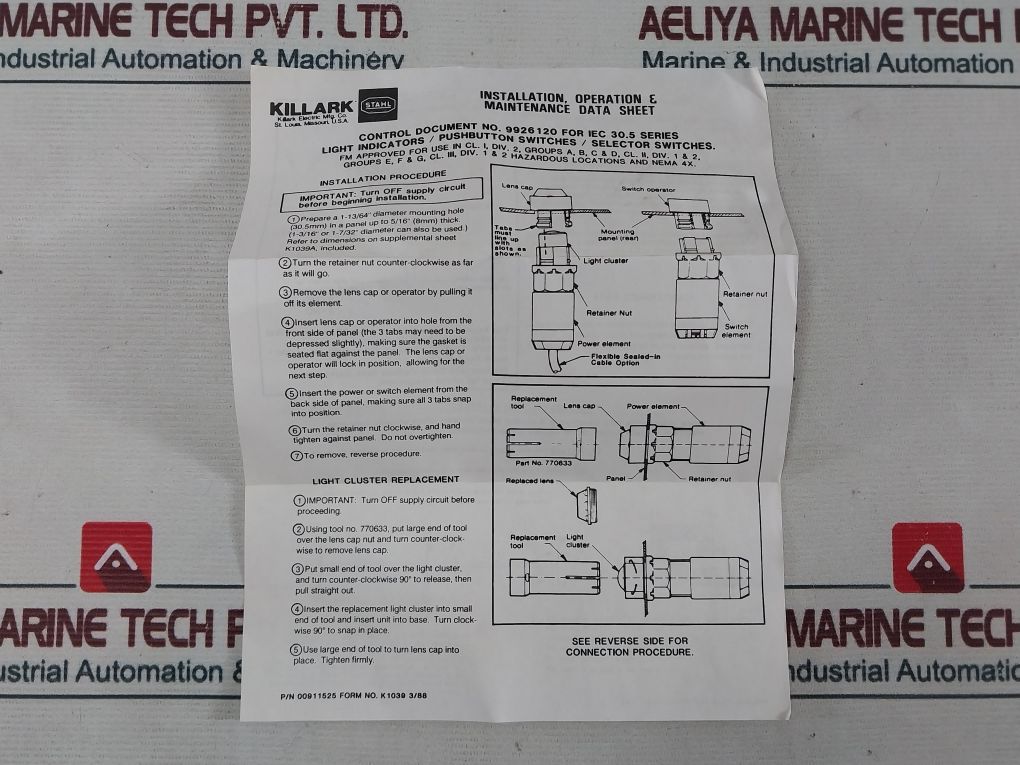 MARINE TECH PVT. LTD.
ndustrial Automation & Machinery
AELIYA MARINE TECH
Marine & Industrial Automation
KILLARK
STAHL
Killark Electric Mfg. Co.
St. Louis, Missouri, U.S.A.
INSTALLATION, OPERATION &
MAINTENANCE DATA SHEET
CONTROL DOCUMENT NO. 9926120 FOR IEC 30.5 SERIES
LIGHT INDICATORS / PUSHBUTTON SWITCHES / SELECTOR SWITCHES.
FM APPROVED FOR USE IN CL. I, DIV. 2, GROUPS A, B, C & D, CL. II, DIV. 1 & 2,
GROUPS E, F & G, CL. III, DIV. 1 & 2 HAZARDOUS LOCATIONS AND NEMA 4X.
INSTALLATION PROCEDURE
IMPORTANT: Turn OFF supply circuit
before beginning installation.
① Prepare a 1-13/64" diameter mounting hole
(30.5mm) in a panel up to 5/16" (8mm) thick.
(1-3/16" or 1-7/32" diameter can also be used.)
Refer to dimensions on supplemental sheet
K1039A, included.
② Turn the retainer nut counter-clockwise as far
as it will go.
③ Remove the lens cap or operator by pulling it
off its element.
④ Insert lens cap or operator into hole from the
front side of panel (the 3 tabs may need to be
depressed slightly), making sure the gasket is
seated flat against the panel. The lens cap or
operator will lock in position, allowing for the
next step.
⑤ Insert the power or switch element from the
back side of panel, making sure all 3 tabs snap
into position.
⑥ Turn the retainer nut clockwise, and hand
tighten against panel. Do not overtighten.
⑦ To remove, reverse procedure.
LIGHT CLUSTER REPLACEMENT
① IMPORTANT: Turn OFF supply circuit before
proceeding.
② Using tool no. 770633, put large end of tool
over the lens cap nut and turn counter-clock-
wise to remove lens cap.
③ Put small end of tool over the light cluster,
and turn counter-clockwise 90° to release, then
pull straight out.
④ Insert the replacement light cluster into small
end of tool and insert unit into base. Turn clock-
wise 90° to snap in place.
⑤ Use large end of tool to turn lens cap into
place. Tighten firmly.
P/N 00911525 FORM NO. K1039 3/88
Lens cap
Switch operator
Tabs
must
line up
with
slots as
shown.
Mounting
panel (rear)
Light cluster
Retainer nut
Retainer Nut
Switch
element
Power element
Flexible Sealed-in
Cable Option
Replacement
tool
Lens cap
Power element
Part No. 770633
Panel
Retainer nut
Replaced lens
Replacement
tool
Light
cluster
SEE REVERSE SIDE FOR
CONNECTION PROCEDURE.
ARINE TECH P
ustrial Automation &
MARINE TECH
ndustrial Automation